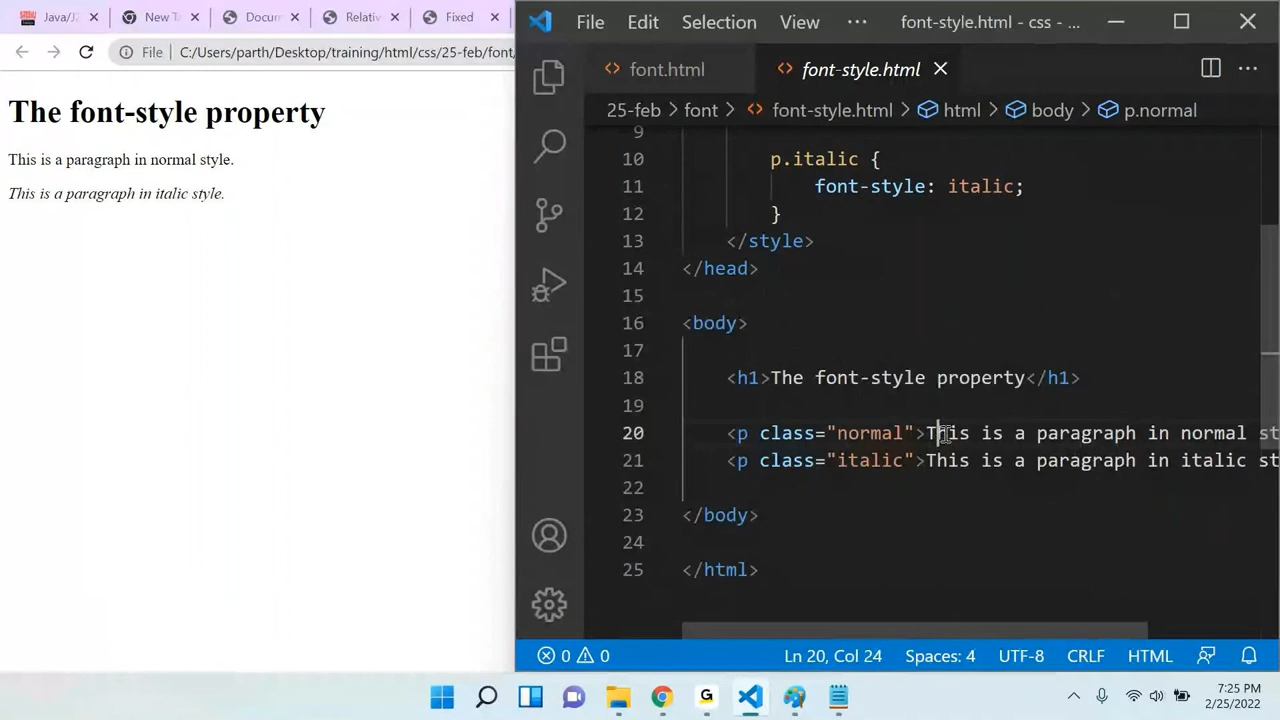 Java/J2
New Ta
Docum
Relativ
Fixed
File C:/Users/parth/Desktop/training/html/css/25-feb/font,
The font-style property
This is a paragraph in normal style.
This is a paragraph in italic style.
File Edit Selection View ··· font-style.html - css - ...
font.html font-style.html
25-feb > font > font-style.html > html > body > p.normal
9
10 p.italic {
11 font-style: italic;
12 }
13 </style>
14 </head>
15
16 <body>
17
18 <h1>The font-style property</h1>
19
20 <p class="normal">This is a paragraph in normal st
21 <p class="italic">This is a paragraph in italic st
22
23 </body>
24
25 </html>
0 0 Ln 20, Col 24 Spaces: 4 UTF-8 CRLF HTML
G
7:25 PM
2/25/2022